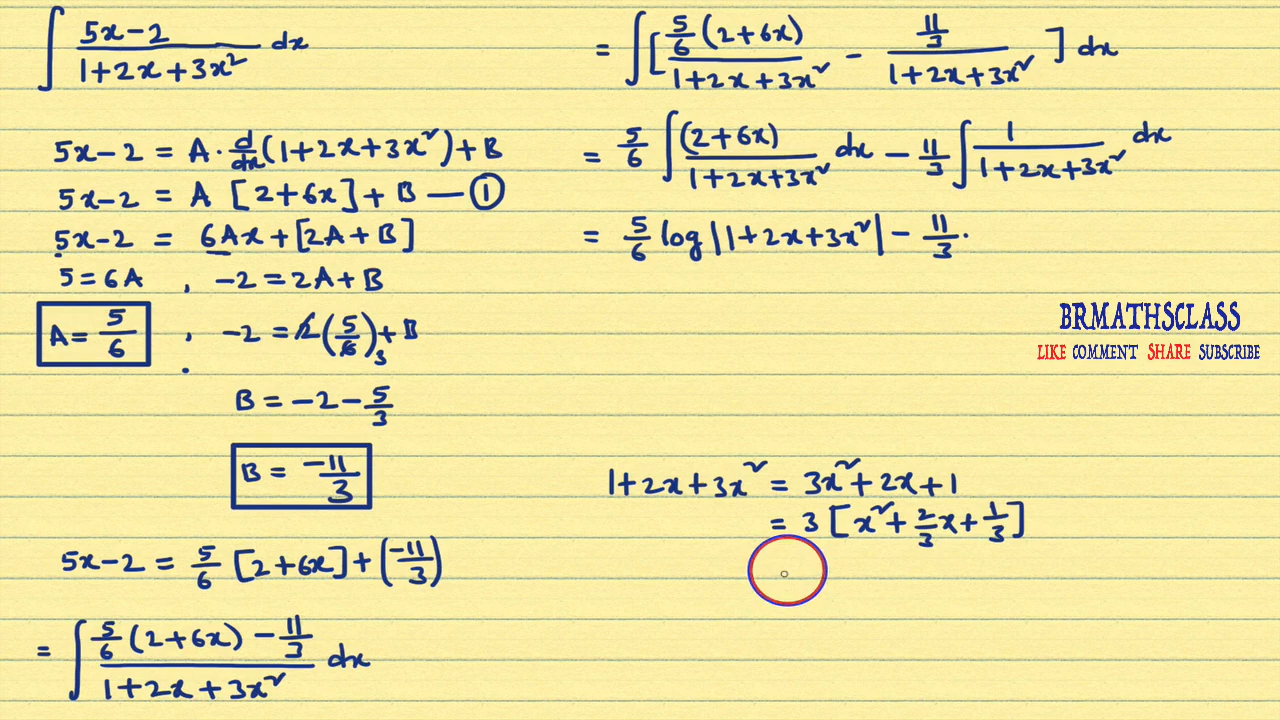 ∫ (5x-2)/(1+2x+3x²) dx
5x-2 = A·d/dx(1+2x+3x²)+B
5x-2 = A [2+6x]+B — ①
5x-2 = 6Ax+[2A+B]
5=6A , -2=2A+B
A= 5/6 , -2 =2(5/6)+B
3
B = -2-5/3
B = -11/3
5x-2 = 5/6 [2+6x]+(-11/3)
= ∫ (5/6 (2+6x) - 11/3)/(1+2x+3x²) dx
= ∫ [ (5/6 (2+6x))/(1+2x+3x²) - (11/3)/(1+2x+3x²) ] dx
= 5/6 ∫ (2+6x)/(1+2x+3x²) dx - 11/3 ∫ 1/(1+2x+3x²) dx
= 5/6 log|1+2x+3x²| - 11/3 .
BRMATHSCLASS
LIKE COMMENT SHARE SUBSCRIBE
1+2x+3x² = 3x²+2x+1
= 3 [x²+2/3x+1/3]